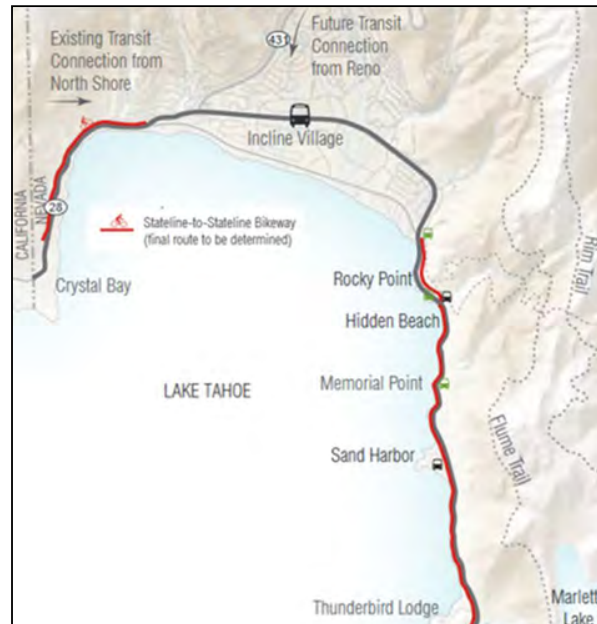 Existing Transit
Connection from
North Shore
431
Future Transit
Connection
from Reno
Incline Village
CALIFORNIA
NEVADA
28
Stateline-to-Stateline Bikeway
(final route to be determined)
Crystal Bay
Rocky Point
Hidden Beach
Rim Trail
LAKE TAHOE
Memorial Point
Flume Trail
Sand Harbor
Thunderbird Lodge
Marlett
Lake